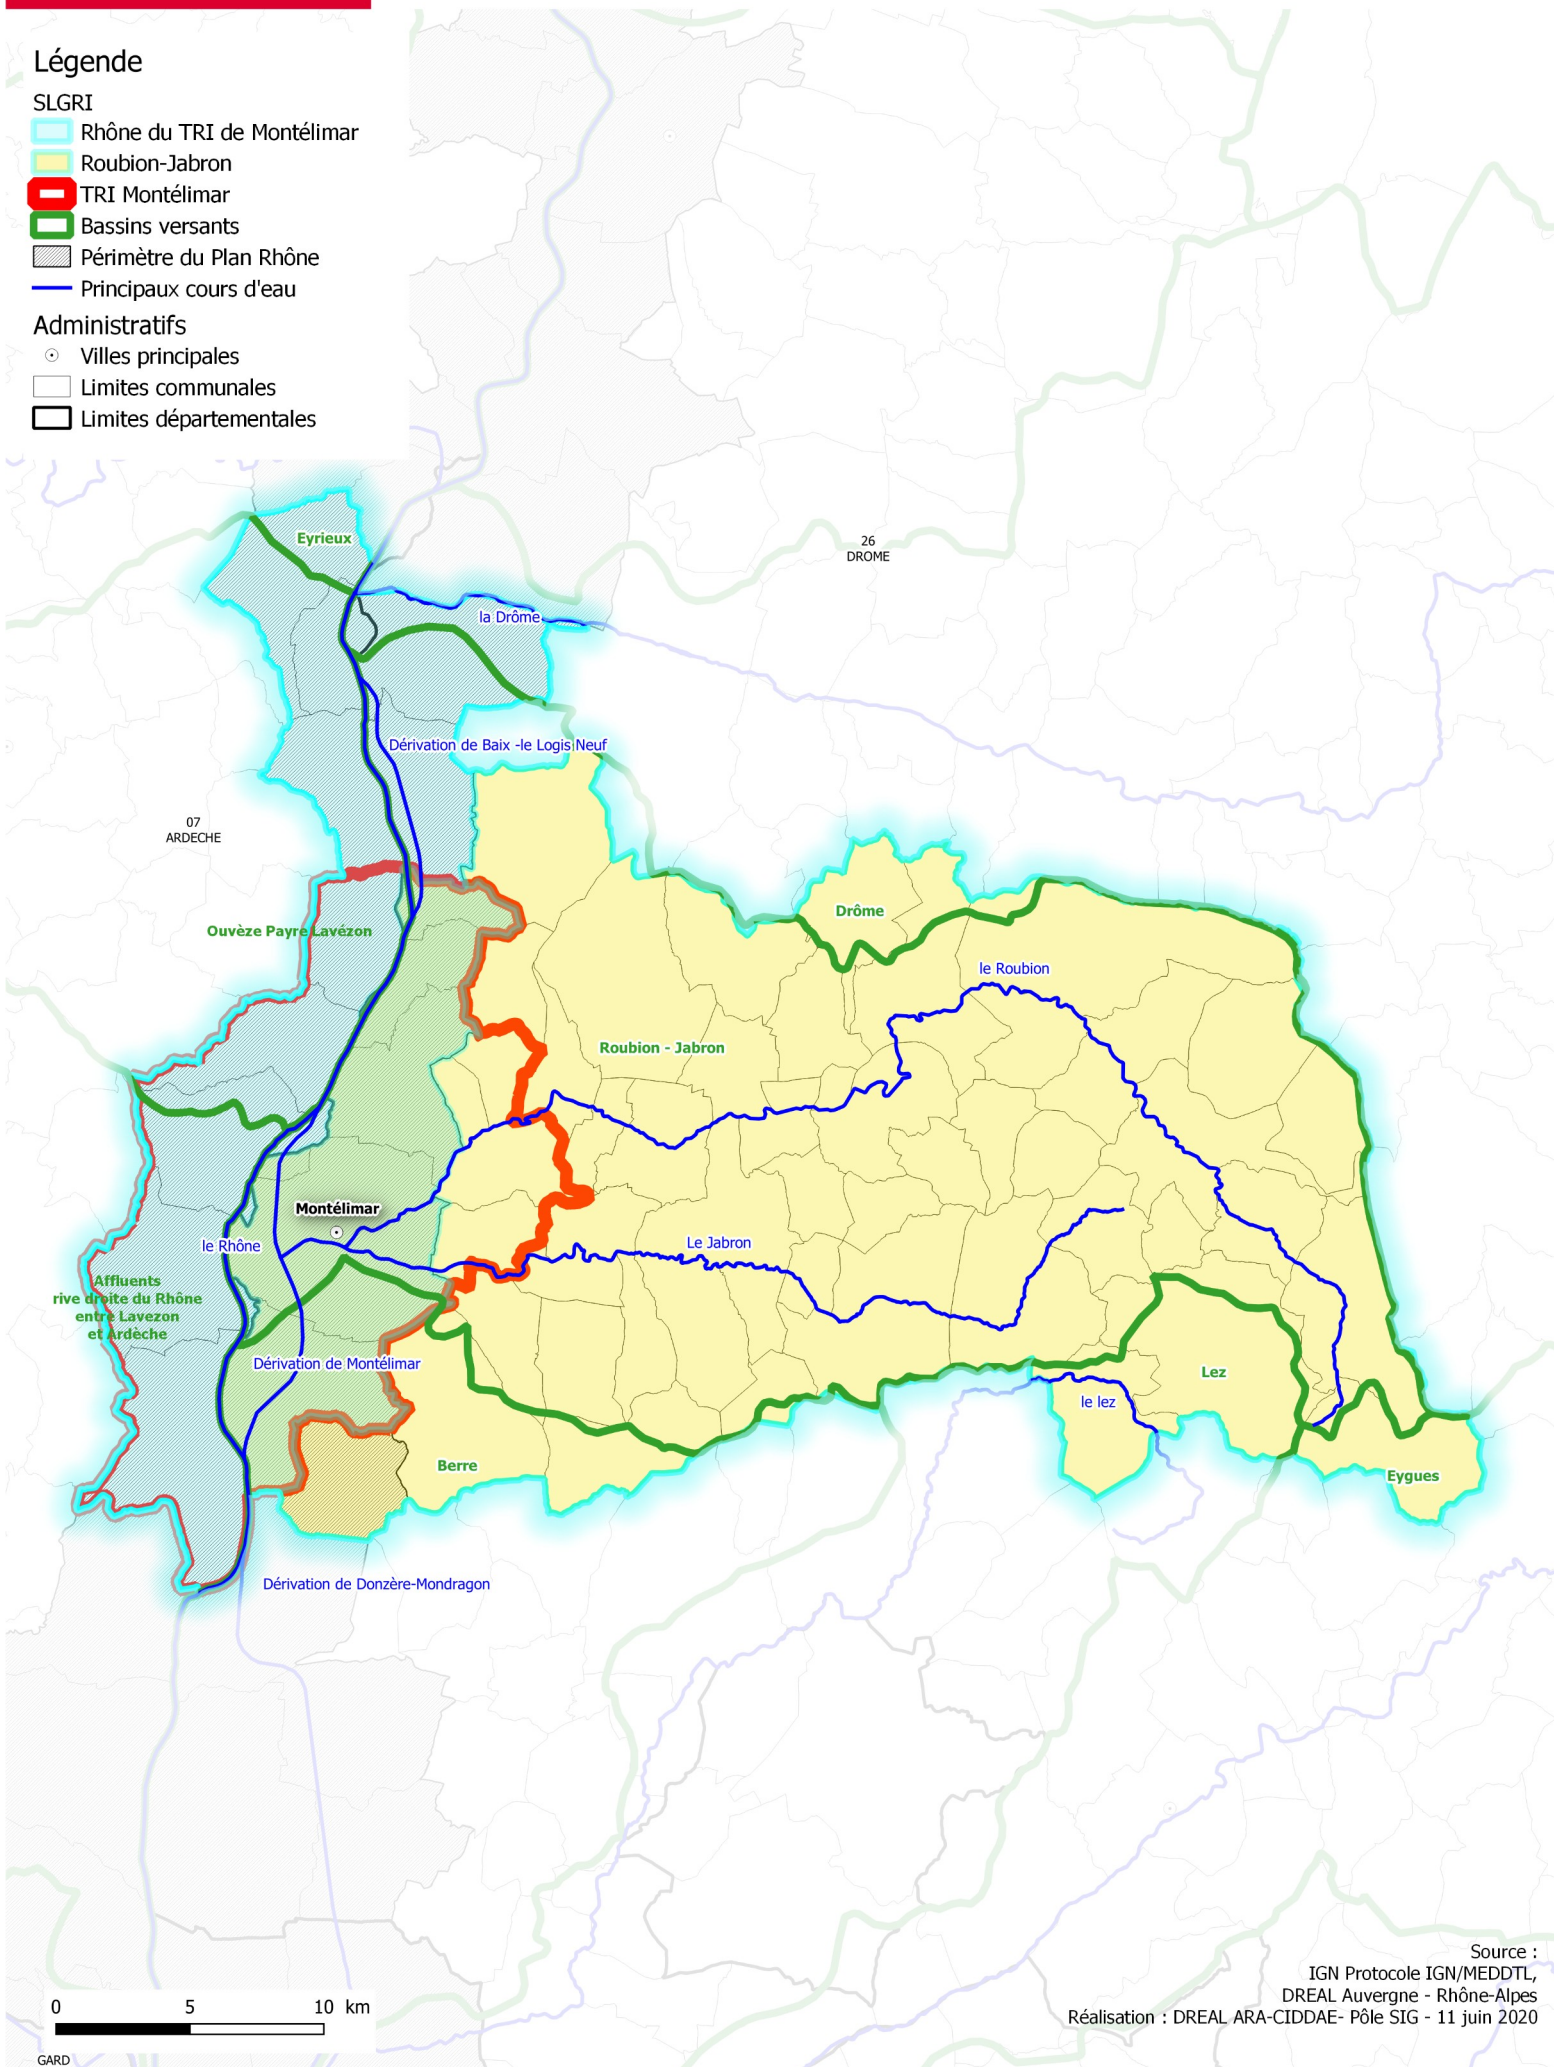 Légende
SLGRI
Rhône du TRI de Montélimar
Roubion-Jabron
TRI Montélimar
Bassins versants
Périmètre du Plan Rhône
Principaux cours d'eau
Administratifs
Villes principales
Limites communales
Limites départementales
Eyrieux
26
DROME
la Drôme
Dérivation de Baix -le Logis Neuf
07
ARDECHE
Drôme
Ouvèze Payre Lavézon
le Roubion
Roubion - Jabron
Montélimar
le Rhône
Le Jabron
Affluents
rive droite du Rhône
entre Lavezon
et Ardèche
Dérivation de Montélimar
Lez
le lez
Berre
Eygues
Dérivation de Donzère-Mondragon
Source :
IGN Protocole IGN/MEDDTL,
DREAL Auvergne - Rhône-Alpes
Réalisation : DREAL ARA-CIDDAE- Pôle SIG - 11 juin 2020
0 5 10 km
GARD